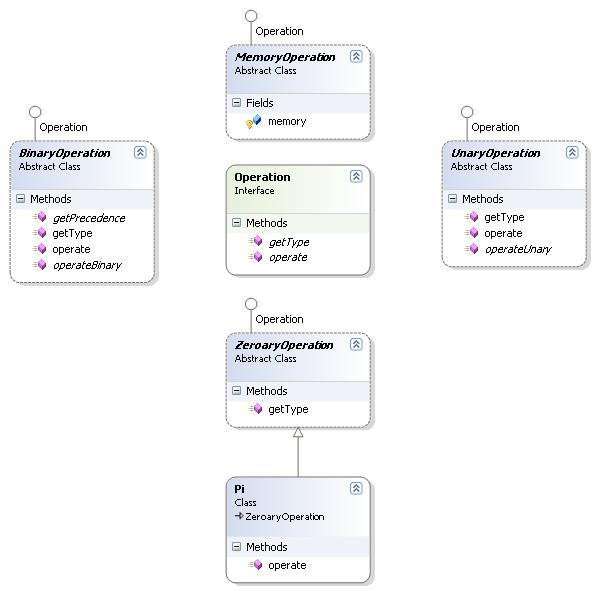 Operation
MemoryOperation
Abstract Class
Fields
memory
Operation
BinaryOperation
Abstract Class
Methods
getPrecedence
getType
operate
operateBinary
Operation
Interface
Methods
getType
operate
Operation
UnaryOperation
Abstract Class
Methods
getType
operate
operateUnary
Operation
ZeroaryOperation
Abstract Class
Methods
getType
Pi
Class
ZeroaryOperation
Methods
operate